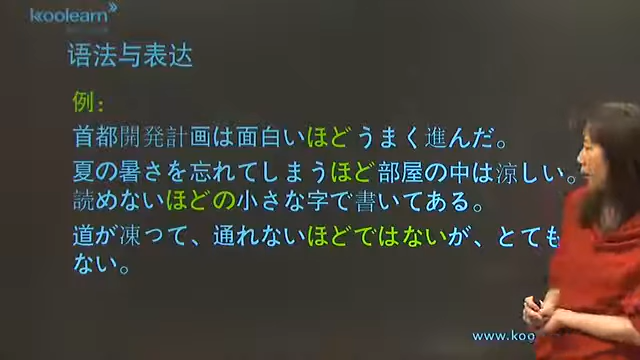 koolearn
语法与表达
例：
首都開発計画は面白いほどうまく進んだ。
夏の暑さを忘れてしまうほど部屋の中は涼しい。
読めないほどの小さな字で書いてある。
道が凍って、通れないほどではないが、とても
ない。
www.koo